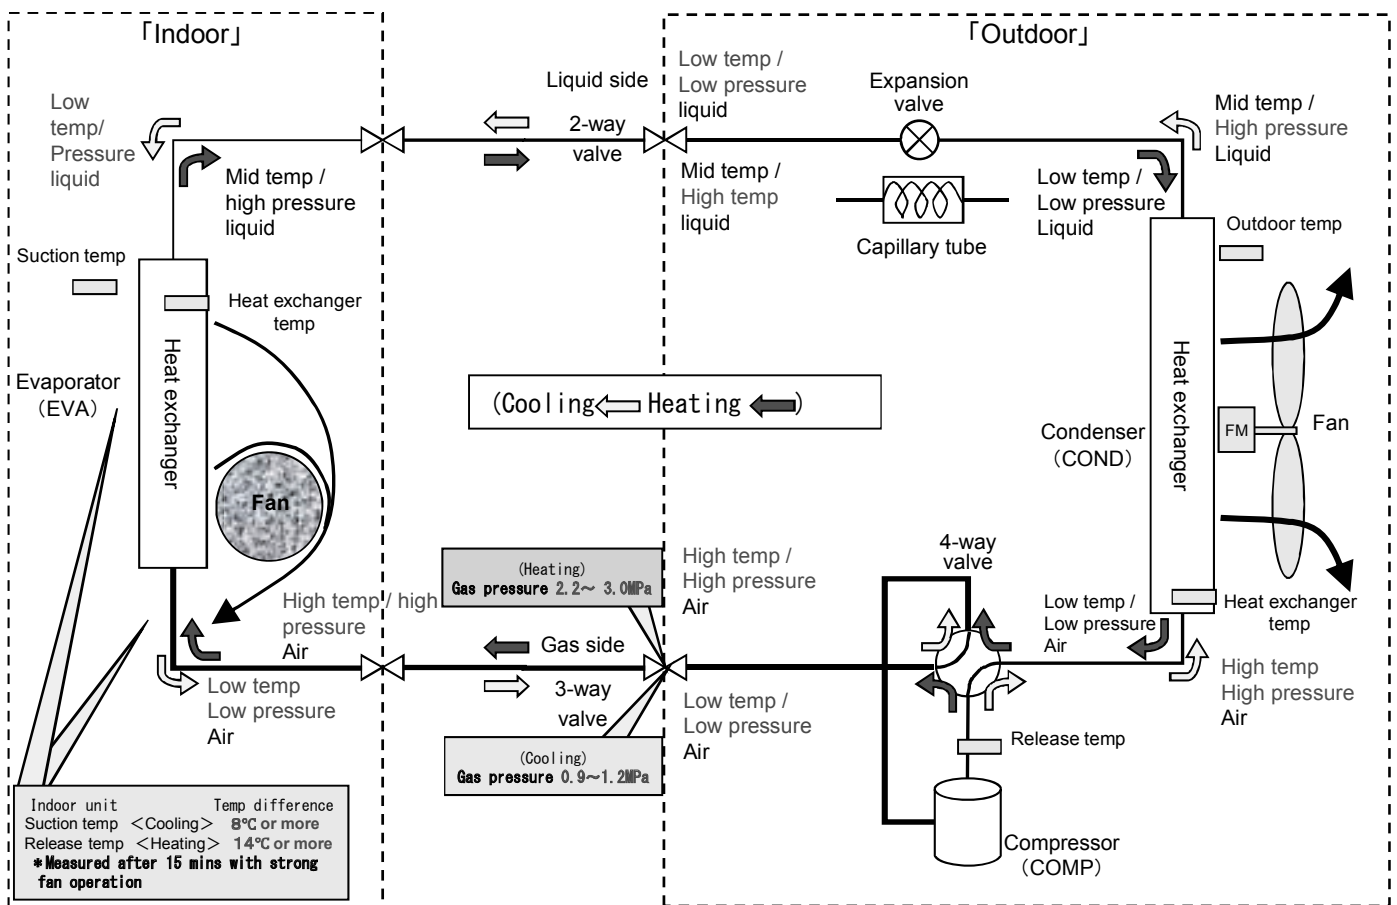 「Indoor」
「Outdoor」
Low
temp/
Pressure
liquid
Mid temp /
high pressure
liquid
Liquid side
2-way
valve
Low temp /
Low pressure
liquid
Mid temp /
High temp
liquid
Expansion
valve
Capillary tube
Low temp /
Low pressure
Liquid
Mid temp /
High pressure
Liquid
Suction temp
Heat exchanger
temp
Heat exchanger
Evaporator
（EVA）
Fan
(Cooling Heating )
Outdoor temp
Heat exchanger
Condenser
（COND）
FM
Fan
(Heating)
Gas pressure 2.2～ 3.0MPa
High temp /
High pressure
Air
4-way
valve
Low temp /
Low pressure
Air
Heat exchanger
temp
High temp / high
pressure
Air
Gas side
3-way
valve
Low temp
Low pressure
Air
Low temp /
Low pressure
Air
High temp
High pressure
Air
(Cooling)
Gas pressure 0.9～1.2MPa
Release temp
Compressor
（COMP）
Indoor unit Temp difference
Suction temp ＜Cooling＞ 8℃ or more
Release temp ＜Heating＞ 14℃ or more
＊Measured after 15 mins with strong
fan operation